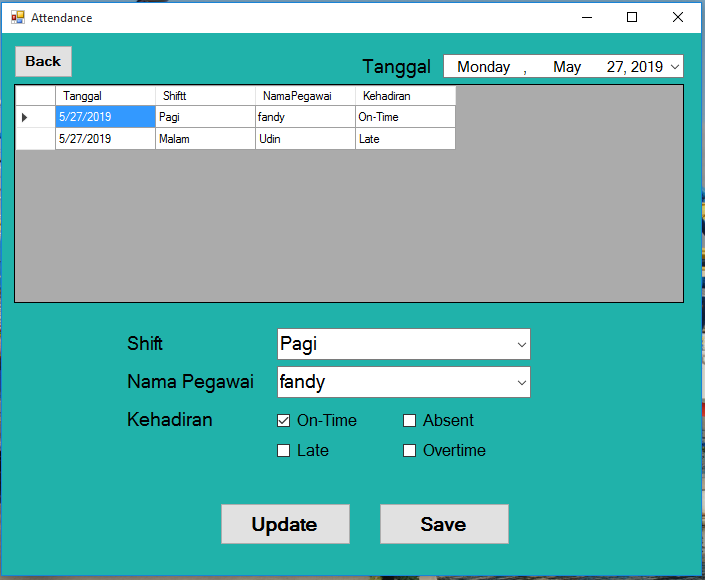 Attendance
Back
Tanggal Monday , May 27, 2019
Tanggal Shiftt NamaPegawai Kehadiran
5/27/2019 Pagi fandy On-Time
5/27/2019 Malam Udin Late
Shift Pagi
Nama Pegawai fandy
Kehadiran On-Time Absent
Late Overtime
Update Save